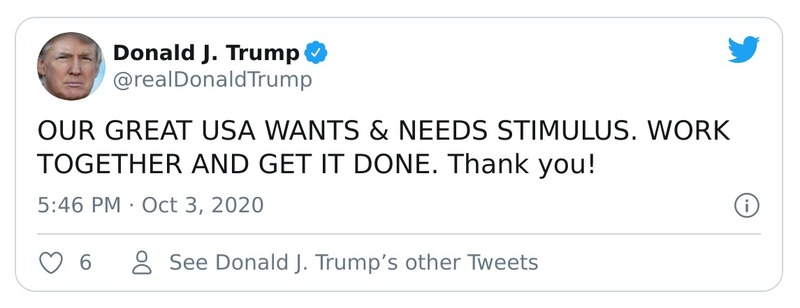 Donald J. Trump
@realDonaldTrump
OUR GREAT USA WANTS & NEEDS STIMULUS. WORK
TOGETHER AND GET IT DONE. Thank you!
5:46 PM · Oct 3, 2020
6 See Donald J. Trump’s other Tweets